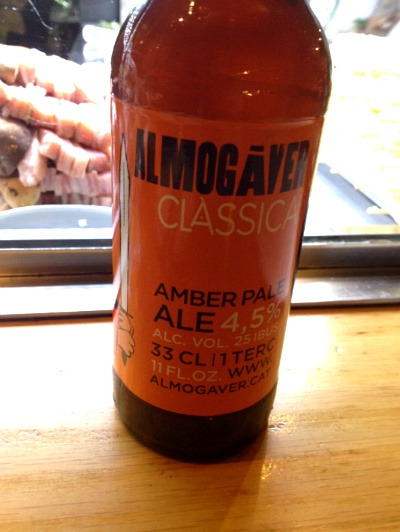 ALMOGÀVER
CLÀSSICA
AMBER PALE
ALE 4,5%
ALC. VOL. 25 IBUS
33 CL | 1 TERÇ
11 FL.OZ. WWW.
ALMOGAVER.CAT